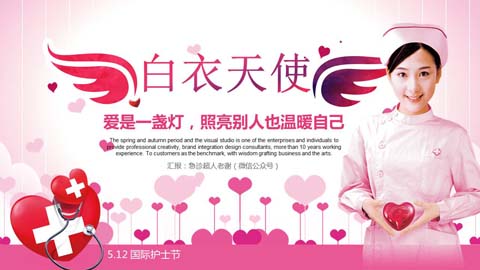 白衣天使
爱是一盏灯，照亮别人也温暖自己
The spring and autumn period and the visual studio is one of the enterprises and individuals to
provide professional creativity, brand integration design consultants, more than 10 years working
experience. To customers as the benchmark, with wisdom grafting business and the arts.
汇报：急诊超人老谢（微信公众号）
5.12 国际护士节